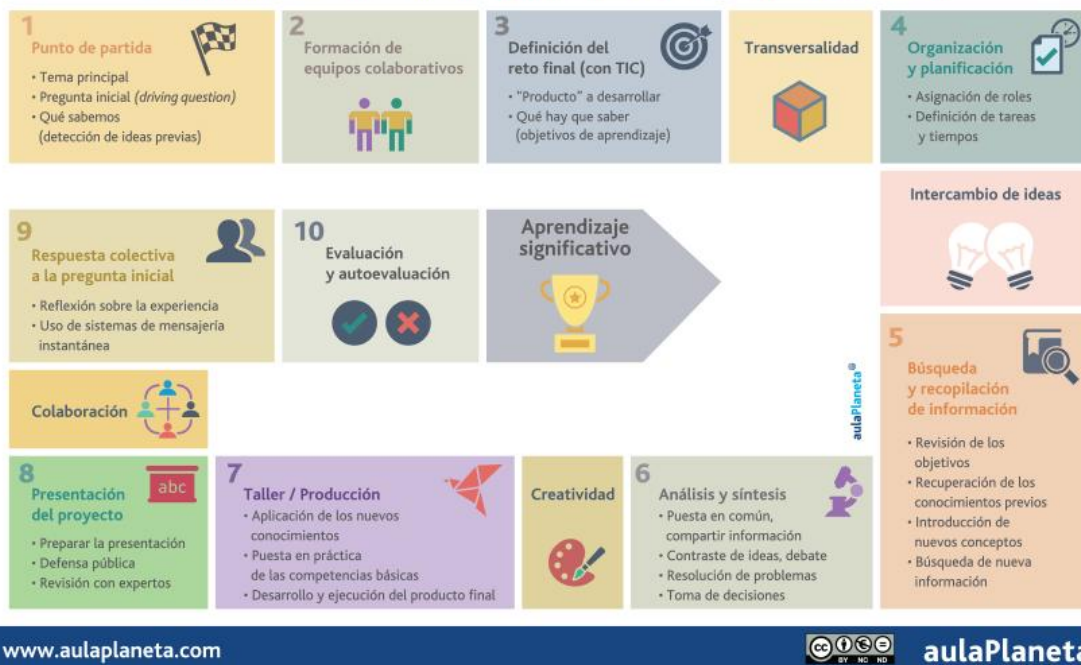 1
Punto de partida
• Tema principal
• Pregunta inicial (driving question)
• Qué sabemos
(detección de ideas previas)
2
Formación de
equipos colaborativos
3
Definición del
reto final (con TIC)
• "Producto" a desarrollar
• Qué hay que saber
(objetivos de aprendizaje)
Transversalidad
4
Organización
y planificación
• Asignación de roles
• Definición de tareas
y tiempos
Intercambio de ideas
5
Búsqueda
y recopilación
de información
• Revisión de los
objetivos
• Recuperación de los
conocimientos previos
• Introducción de
nuevos conceptos
• Búsqueda de nueva
información
6
Análisis y síntesis
• Puesta en común,
compartir información
• Contraste de ideas, debate
• Resolución de problemas
• Toma de decisiones
Creatividad
7
Taller / Producción
• Aplicación de los nuevos
conocimientos
• Puesta en práctica
de las competencias básicas
• Desarrollo y ejecución del producto final
8
Presentación
del proyecto
abc
• Preparar la presentación
• Defensa pública
• Revisión con expertos
Colaboración
9
Respuesta colectiva
a la pregunta inicial
• Reflexión sobre la experiencia
• Uso de sistemas de mensajería
instantánea
10
Evaluación
y autoevaluación
Aprendizaje
significativo
aulaPlaneta
www.aulaplaneta.com
cc BY NC ND
aulaPlaneta